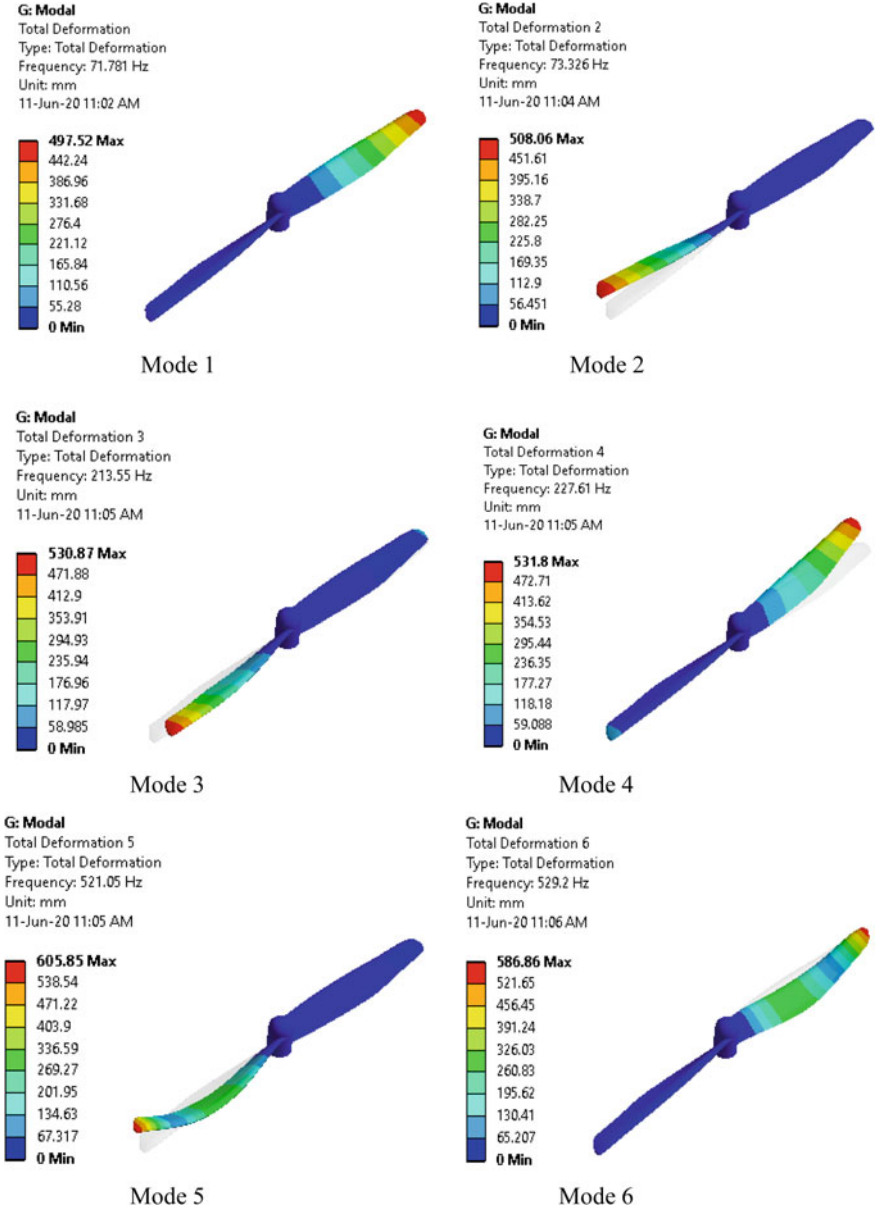 G: Modal
Total Deformation
Type: Total Deformation
Frequency: 71.781 Hz
Unit: mm
11-Jun-20 11:02 AM
497.52 Max
442.24
386.96
331.68
276.4
221.12
165.84
110.56
55.28
0 Min
Mode 1
G: Modal
Total Deformation 2
Type: Total Deformation
Frequency: 73.326 Hz
Unit: mm
11-Jun-20 11:04 AM
508.06 Max
451.61
395.16
338.7
282.25
225.8
169.35
112.9
56.451
0 Min
Mode 2
G: Modal
Total Deformation 3
Type: Total Deformation
Frequency: 213.55 Hz
Unit: mm
11-Jun-20 11:05 AM
530.87 Max
471.88
412.9
353.91
294.93
235.94
176.96
117.97
58.985
0 Min
Mode 3
G: Modal
Total Deformation 4
Type: Total Deformation
Frequency: 227.61 Hz
Unit: mm
11-Jun-20 11:05 AM
531.8 Max
472.71
413.62
354.53
295.44
236.35
177.27
118.18
59.088
0 Min
Mode 4
G: Modal
Total Deformation 5
Type: Total Deformation
Frequency: 521.05 Hz
Unit: mm
11-Jun-20 11:05 AM
605.85 Max
538.54
471.22
403.9
336.59
269.27
201.95
134.63
67.317
0 Min
Mode 5
G: Modal
Total Deformation 6
Type: Total Deformation
Frequency: 529.2 Hz
Unit: mm
11-Jun-20 11:06 AM
586.86 Max
521.65
456.45
391.24
326.03
260.83
195.62
130.41
65.207
0 Min
Mode 6